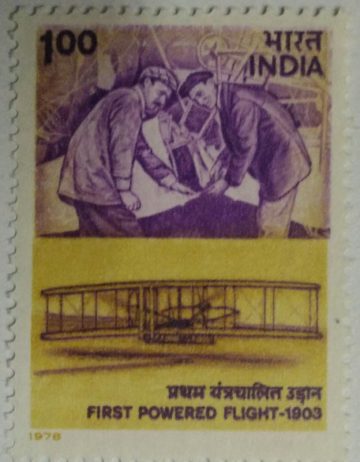 1.00 भारत
INDIA
प्रथम यंत्रचालित उड़ान
FIRST POWERED FLIGHT-1903
1978